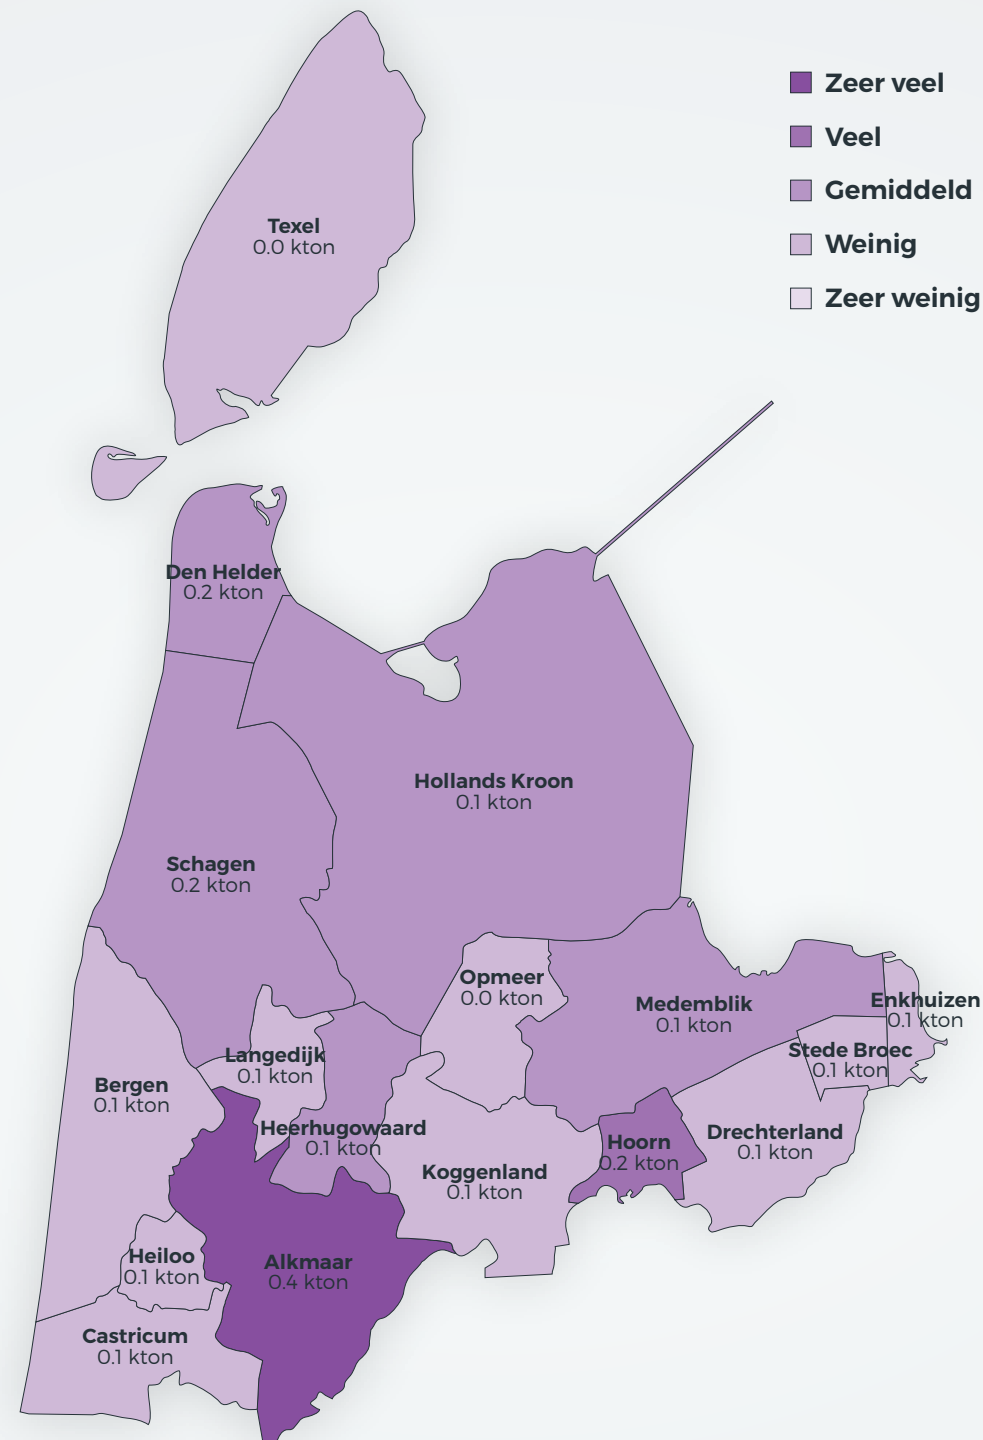 Zeer veel
Veel
Gemiddeld
Weinig
Zeer weinig
Texel
0.0 kton
Den Helder
0.2 kton
Hollands Kroon
0.1 kton
Schagen
0.2 kton
Opmeer
0.0 kton
Medemblik
0.1 kton
Enkhuizen
0.1 kton
Stede Broec
0.1 kton
Langedijk
0.1 kton
Bergen
0.1 kton
Heerhugowaard
0.1 kton
Hoorn
0.2 kton
Drechterland
0.1 kton
Koggenland
0.1 kton
Heiloo
0.1 kton
Alkmaar
0.4 kton
Castricum
0.1 kton